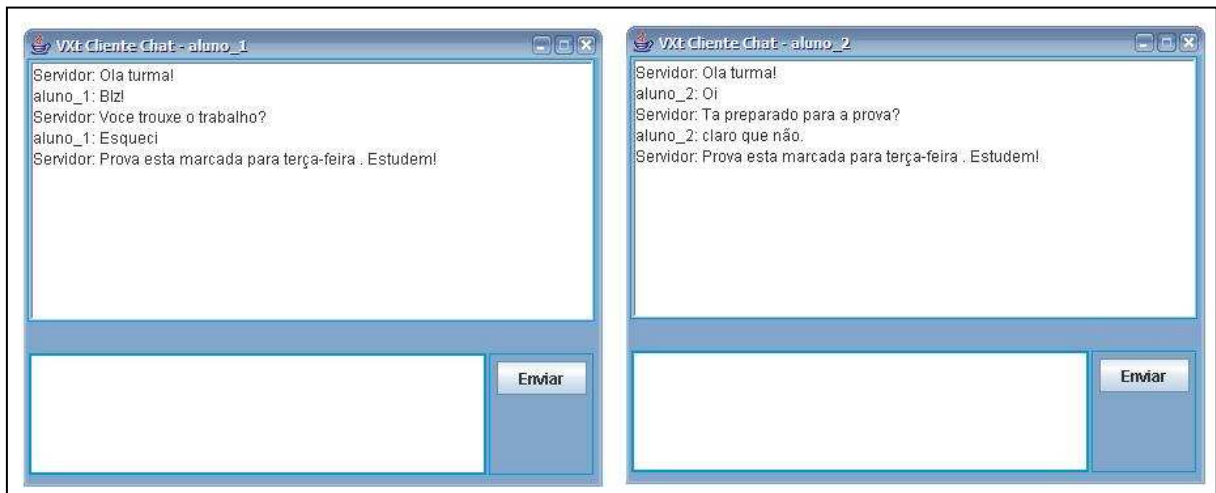 VXt Cliente Chat - aluno_1
Servidor: Ola turma!
aluno_1: Blz!
Servidor: Voce trouxe o trabalho?
aluno_1: Esqueci
Servidor: Prova esta marcada para terça-feira . Estudem!
Enviar
VXt Cliente Chat - aluno_2
Servidor: Ola turma!
aluno_2: Oi
Servidor: Ta preparado para a prova?
aluno_2: claro que não.
Servidor: Prova esta marcada para terça-feira . Estudem!
Enviar